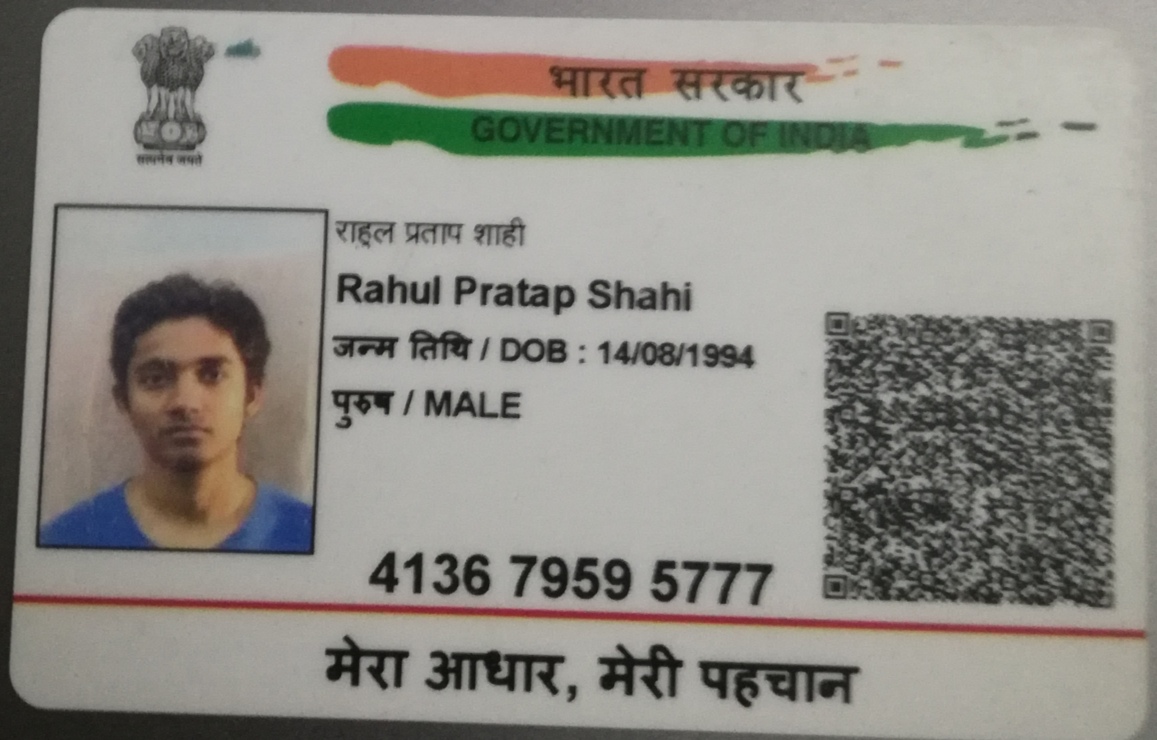 सत्यमेव जयते
भारत सरकार
GOVERNMENT OF INDIA
राहूल प्रताप शाही
Rahul Pratap Shahi
जन्म तिथि / DOB : 14/08/1994
पुरुष / MALE
4136 7959 5777
मेरा आधार, मेरी पहचान